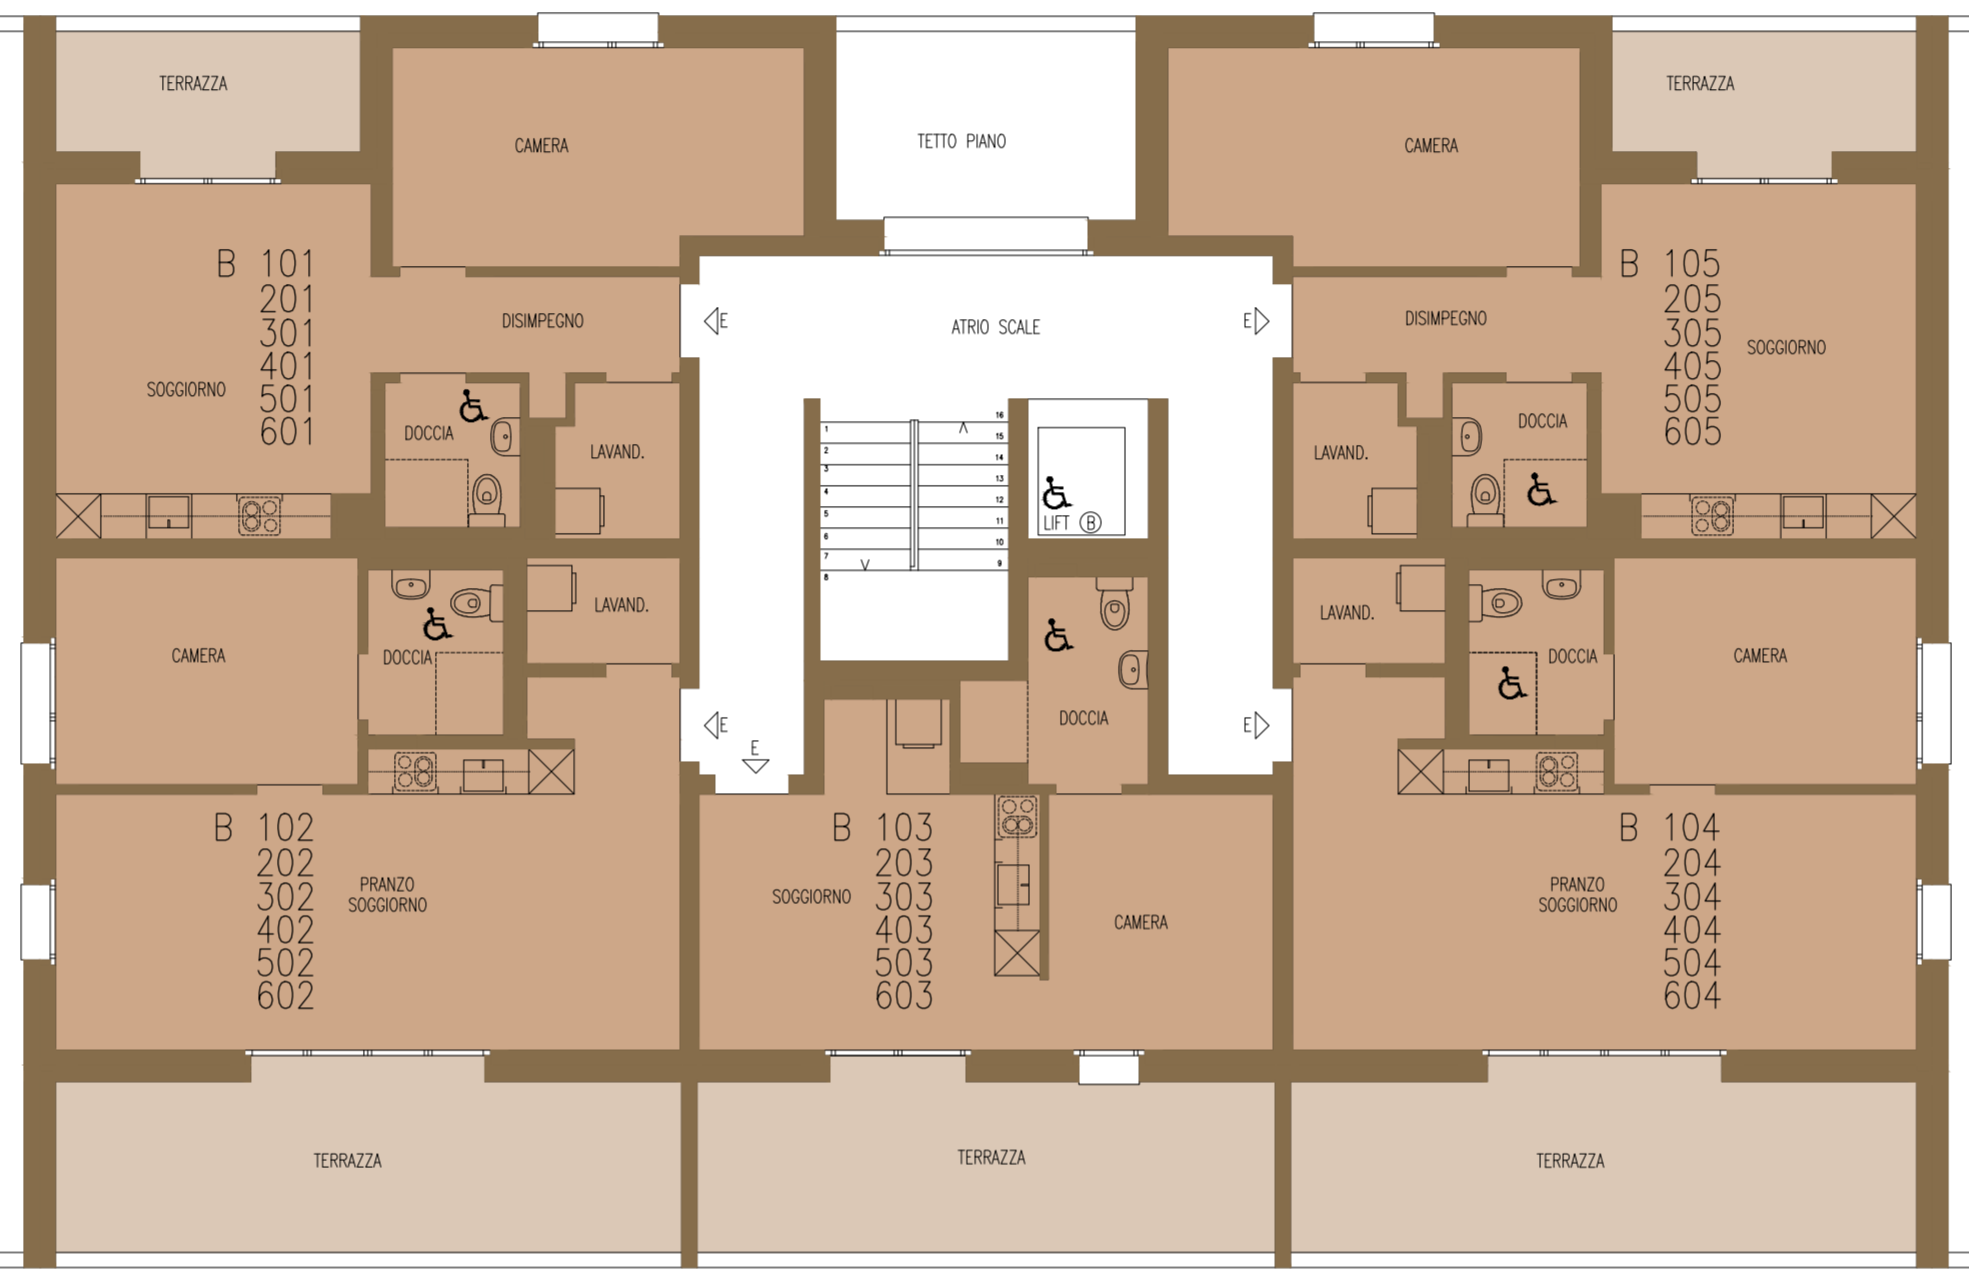 TERRAZZA
CAMERA
TETTO PIANO
CAMERA
TERRAZZA
B 101
201
301
401
501
601
SOGGIORNO
DISIMPEGNO
E
ATRIO SCALE
E
DISIMPEGNO
B 105
205
305
405
505
605
SOGGIORNO
DOCCIA
LAVAND.
1
2
3
4
5
6
7
8
16
15
14
13
12
11
10
9
LIFT B
LAVAND.
DOCCIA
CAMERA
DOCCIA
LAVAND.
E
E
DOCCIA
E
LAVAND.
DOCCIA
CAMERA
B 102
202
302
402
502
602
PRANZO
SOGGIORNO
SOGGIORNO
B 103
203
303
403
503
603
CAMERA
PRANZO
SOGGIORNO
B 104
204
304
404
504
604
TERRAZZA
TERRAZZA
TERRAZZA